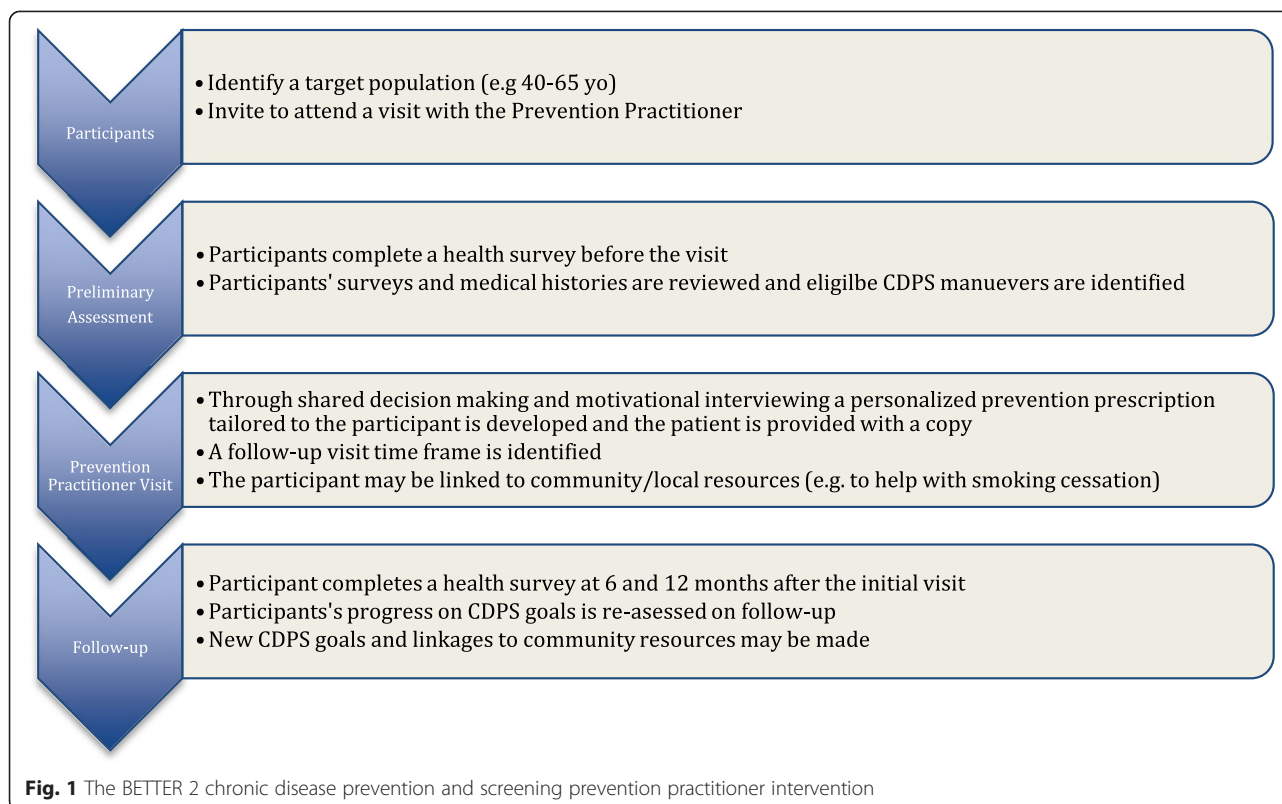 Participants
• Identify a target population (e.g 40-65 yo)
• Invite to attend a visit with the Prevention Practitioner
Preliminary
Assessment
• Participants complete a health survey before the visit
• Participants' surveys and medical histories are reviewed and eligilbe CDPS manuevers are identified
Prevention
Practitioner Visit
• Through shared decision making and motivational interviewing a personalized prevention prescription
tailored to the participant is developed and the patient is provided with a copy
• A follow-up visit time frame is identified
• The participant may be linked to community/local resources (e.g. to help with smoking cessation)
Follow-up
• Participant completes a health survey at 6 and 12 months after the initial visit
• Participants's progress on CDPS goals is re-asessed on follow-up
• New CDPS goals and linkages to community resources may be made
Fig. 1 The BETTER 2 chronic disease prevention and screening prevention practitioner intervention